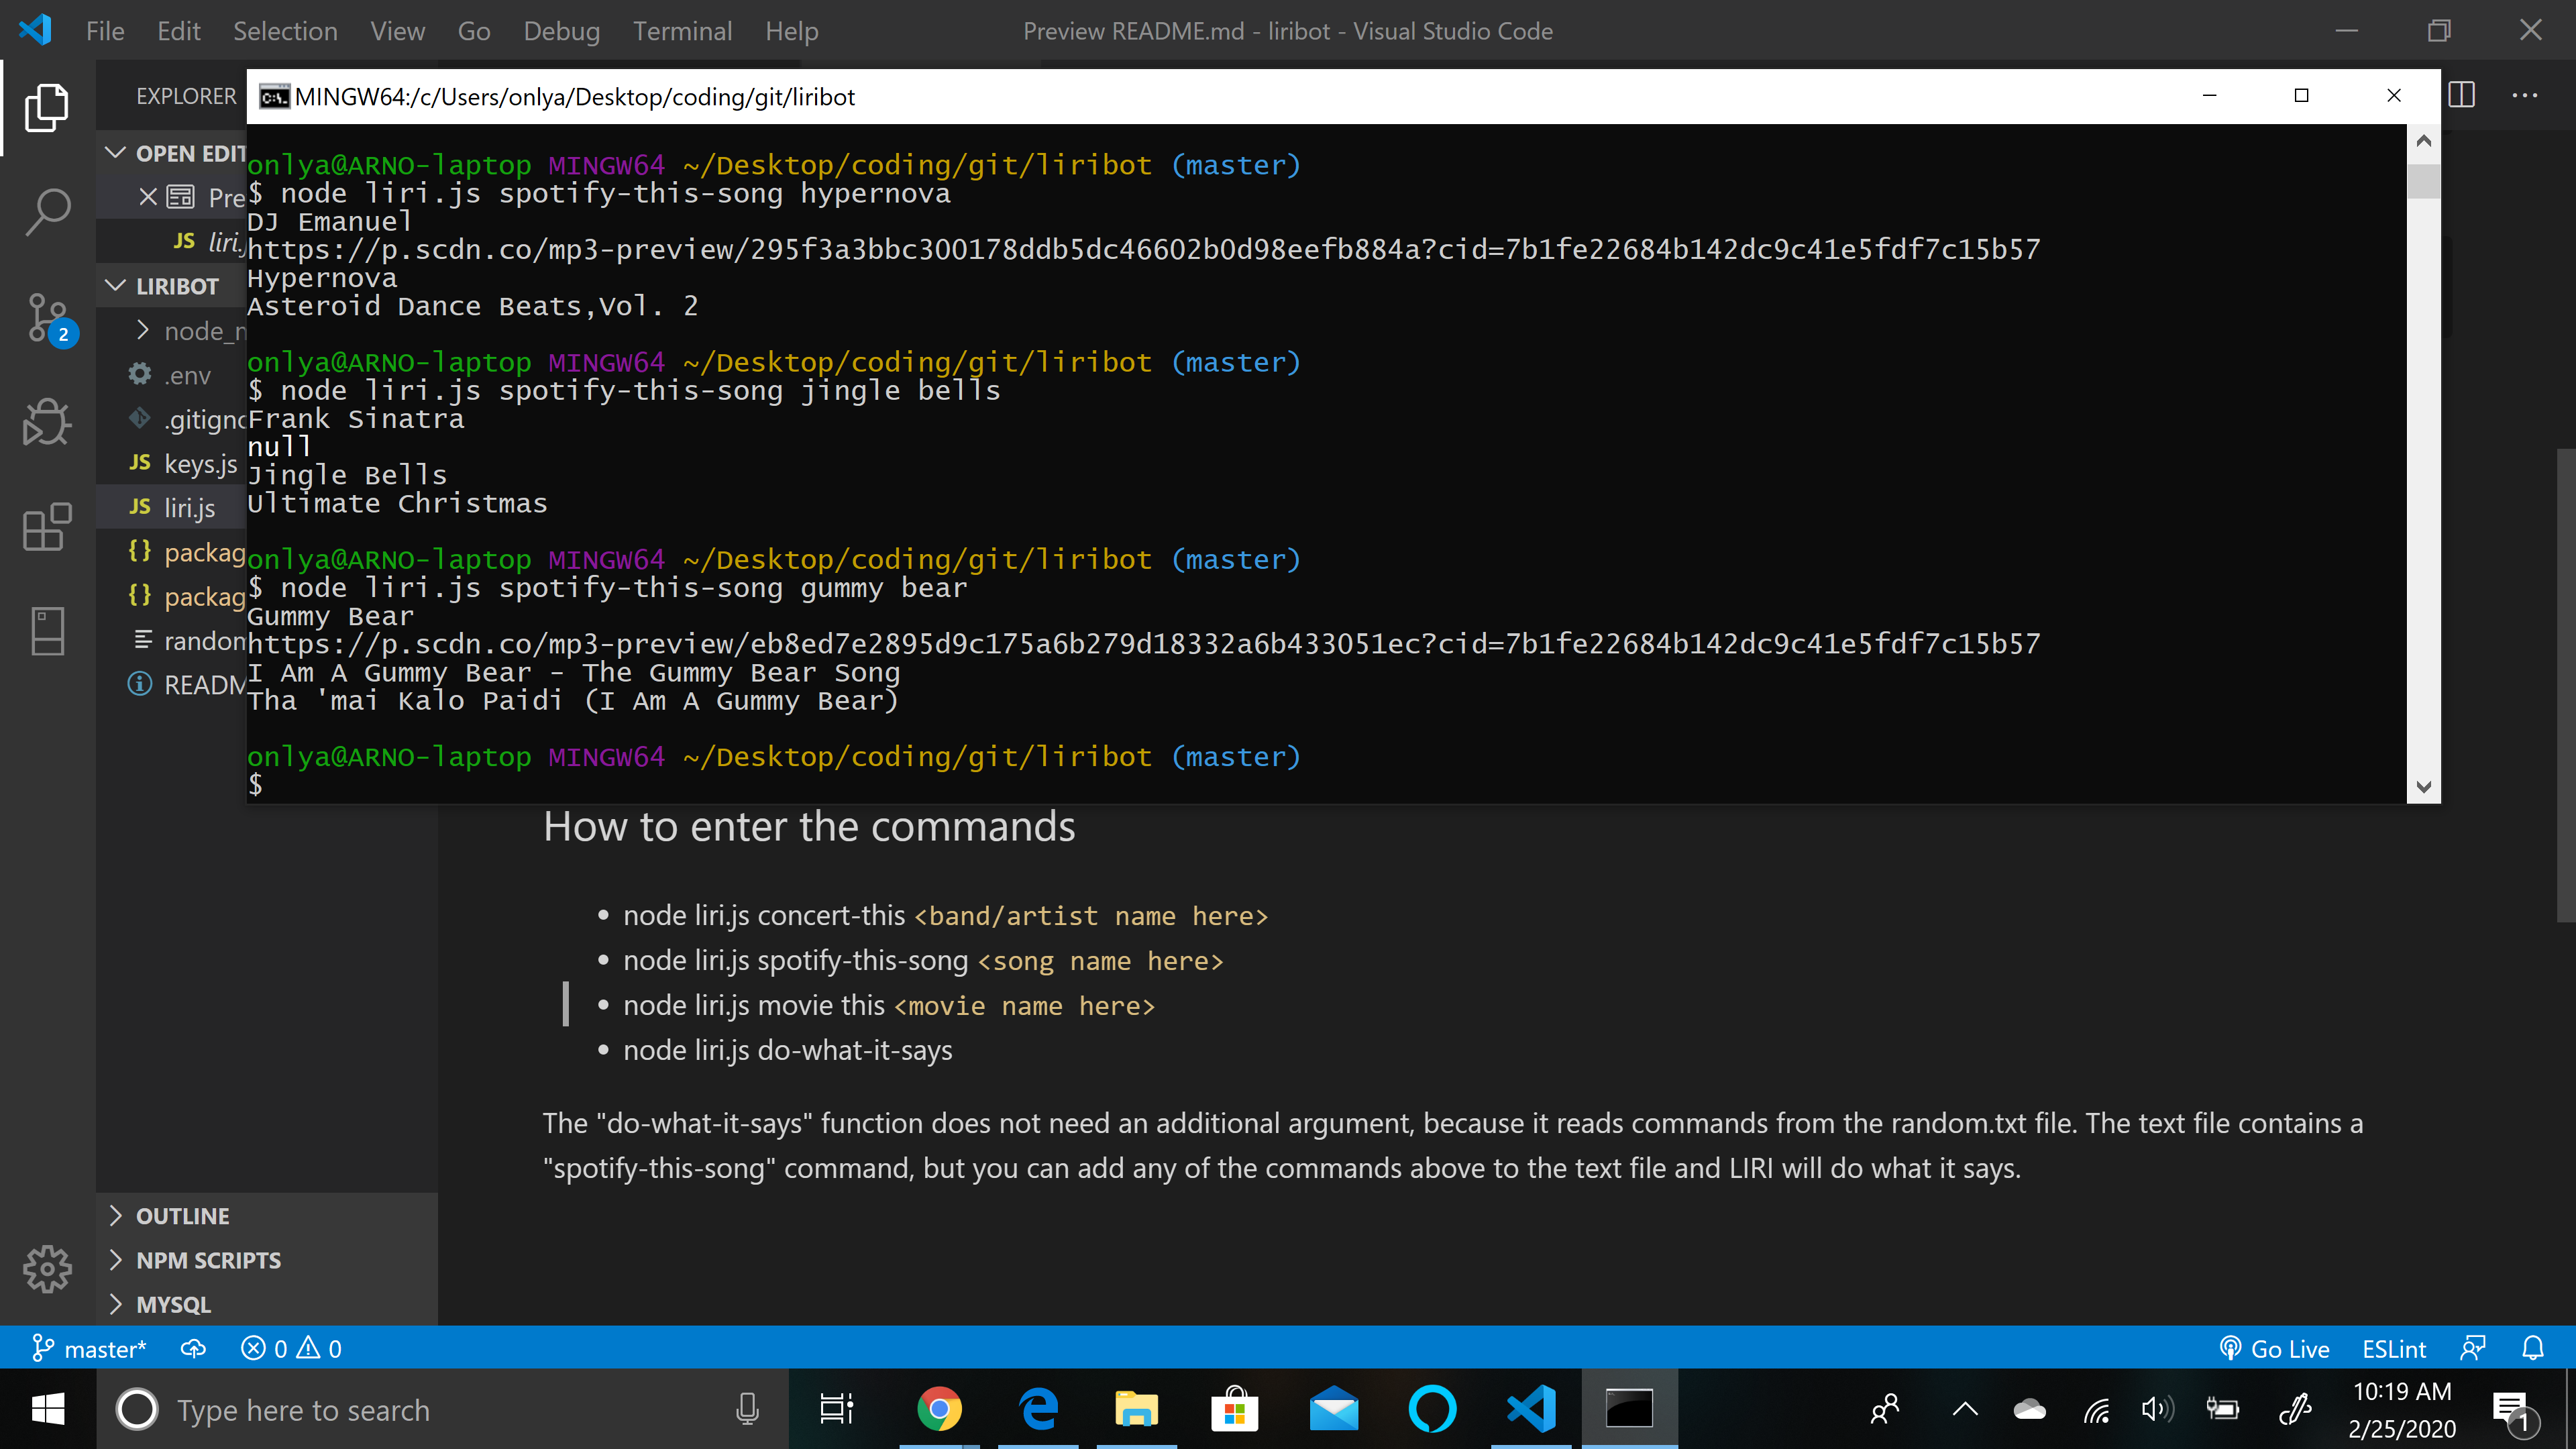 File Edit Selection View Go Debug Terminal Help
Preview README.md - liribot - Visual Studio Code
EXPLORER
OPEN EDIT
Pre
JS liri.j
LIRIBOT
node_m
.env
.gitigno
JS keys.js
JS liri.js
{} packag
{} packag
random
READM
2
MINGW64:/c/Users/onlya/Desktop/coding/git/liribot
onlya@ARNO-laptop MINGW64 ~/Desktop/coding/git/liribot (master)
$ node liri.js spotify-this-song hypernova
DJ Emanuel
https://p.scdn.co/mp3-preview/295f3a3bbc300178ddb5dc46602b0d98eefb884a?cid=7b1fe22684b142dc9c41e5fdf7c15b57
Hypernova
Asteroid Dance Beats,Vol. 2
onlya@ARNO-laptop MINGW64 ~/Desktop/coding/git/liribot (master)
$ node liri.js spotify-this-song jingle bells
Frank Sinatra
null
Jingle Bells
Ultimate Christmas
onlya@ARNO-laptop MINGW64 ~/Desktop/coding/git/liribot (master)
$ node liri.js spotify-this-song gummy bear
Gummy Bear
https://p.scdn.co/mp3-preview/eb8ed7e2895d9c175a6b279d18332a6b433051ec?cid=7b1fe22684b142dc9c41e5fdf7c15b57
I Am A Gummy Bear - The Gummy Bear Song
Tha 'mai Kalo Paidi (I Am A Gummy Bear)
onlya@ARNO-laptop MINGW64 ~/Desktop/coding/git/liribot (master)
$
How to enter the commands
• node liri.js concert-this <band/artist name here>
• node liri.js spotify-this-song <song name here>
• node liri.js movie this <movie name here>
• node liri.js do-what-it-says
The "do-what-it-says" function does not need an additional argument, because it reads commands from the random.txt file. The text file contains a
"spotify-this-song" command, but you can add any of the commands above to the text file and LIRI will do what it says.
OUTLINE
NPM SCRIPTS
MYSQL
master* 0 0
Go Live ESLint
Type here to search
10:19 AM
2/25/2020
1